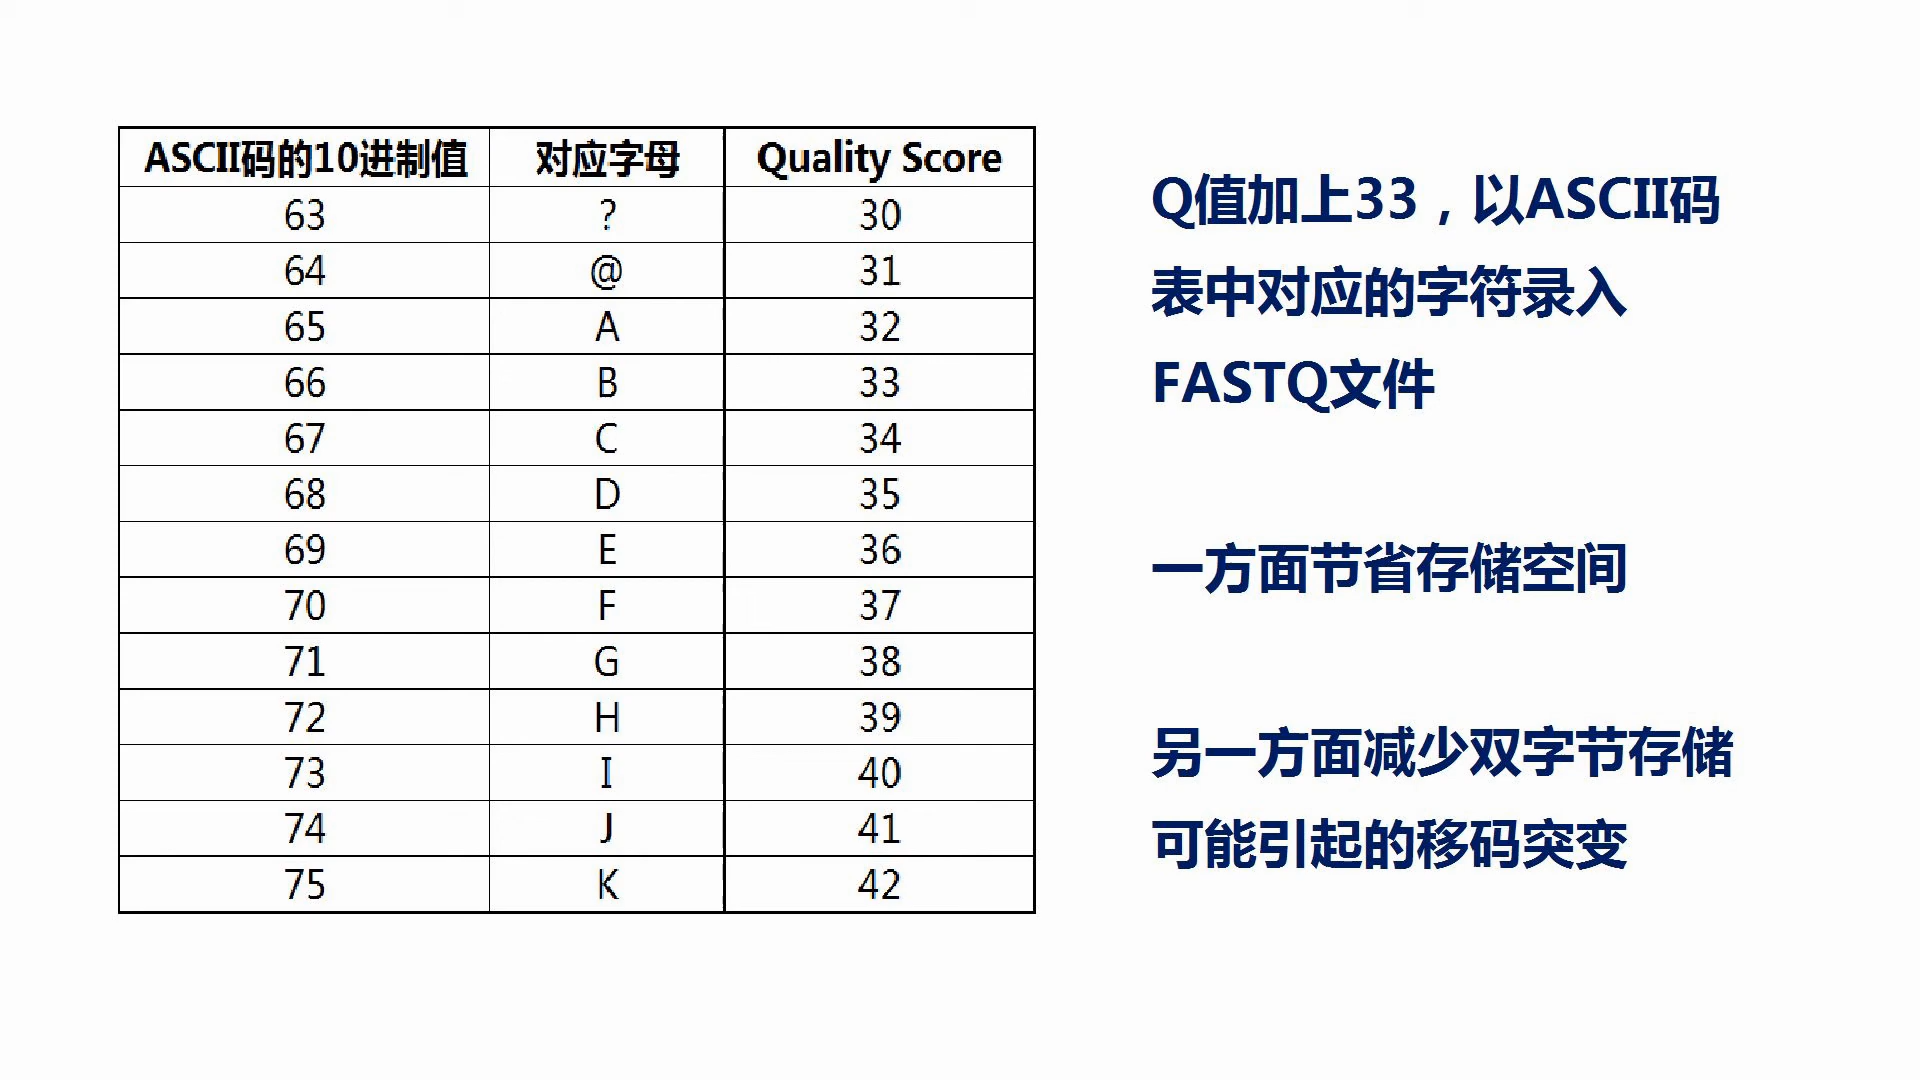 ASCII码的10进制值 对应字母 Quality Score
63 ? 30
64 @ 31
65 A 32
66 B 33
67 C 34
68 D 35
69 E 36
70 F 37
71 G 38
72 H 39
73 I 40
74 J 41
75 K 42
Q值加上33，以ASCII码
表中对应的字符录入
FASTQ文件
一方面节省存储空间
另一方面减少双字节存储
可能引起的移码突变